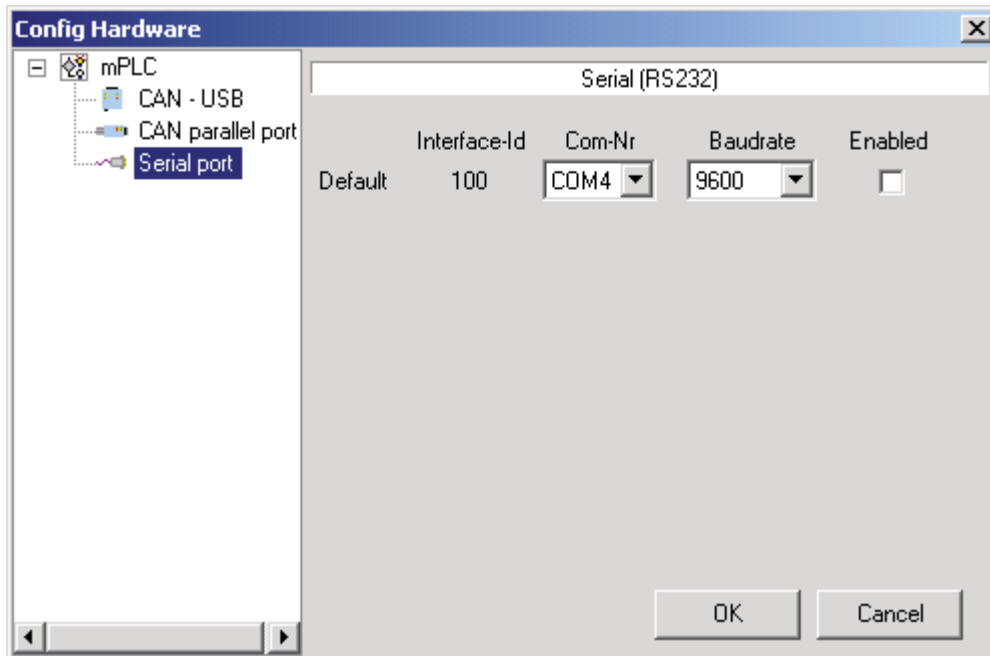 Config Hardware
mPLC
CAN - USB
CAN parallel port
Serial port
Serial (RS232)
Interface-Id Com-Nr Baudrate Enabled
Default 100 COM4 9600
OK Cancel